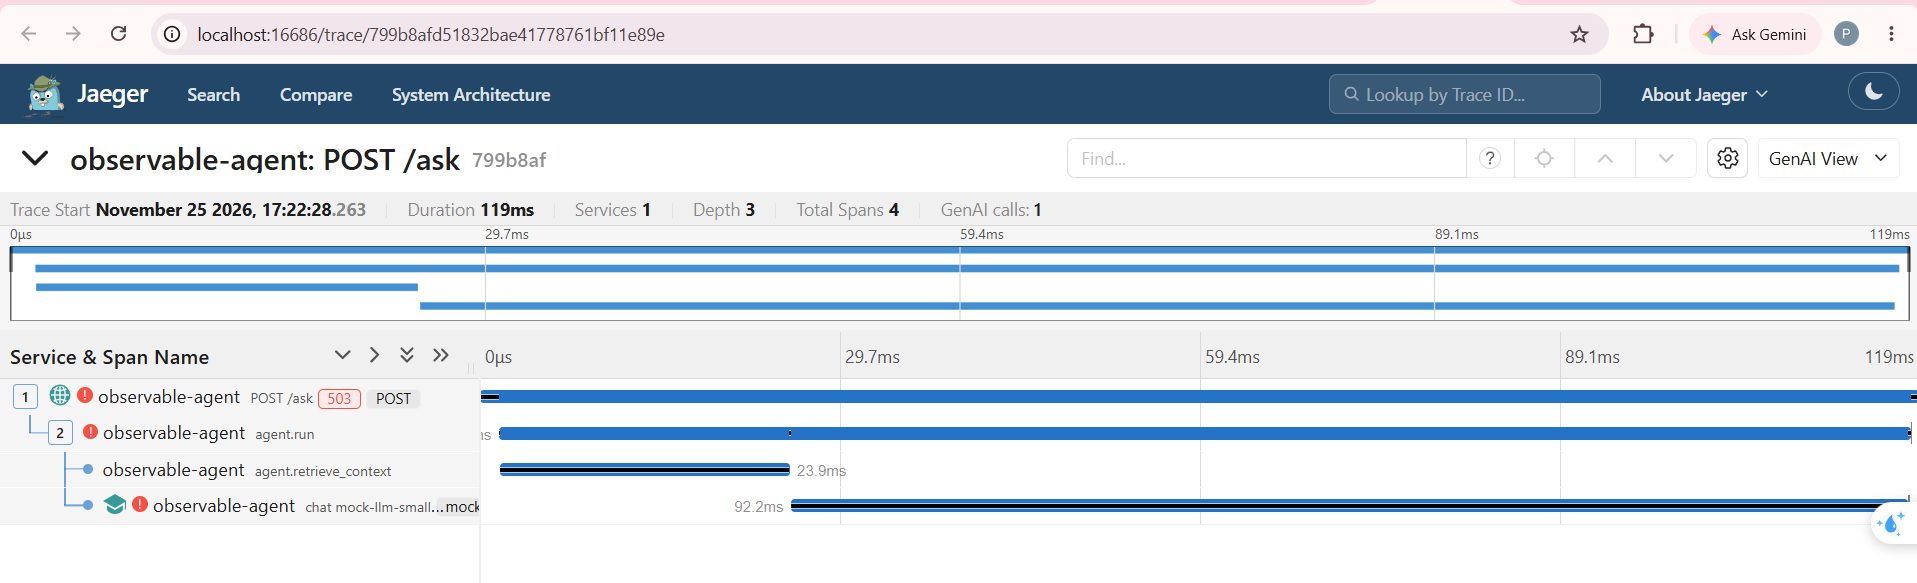 localhost:16686/trace/799b8afd51832bae41778761bf11e89e
Ask Gemini
P
Jaeger Search Compare System Architecture
Lookup by Trace ID...
About Jaeger
observable-agent: POST /ask 799b8af
Find...
?
GenAI View
Trace Start November 25 2026, 17:22:28.263 Duration 119ms Services 1 Depth 3 Total Spans 4 GenAI calls: 1
0μs 29.7ms 59.4ms 89.1ms 119ms
Service & Span Name
0μs 29.7ms 59.4ms 89.1ms 119ms
1 observable-agent POST /ask 503 POST
2 observable-agent agent.run
observable-agent agent.retrieve_context 23.9ms
observable-agent chat mock-llm-small... mock 92.2ms